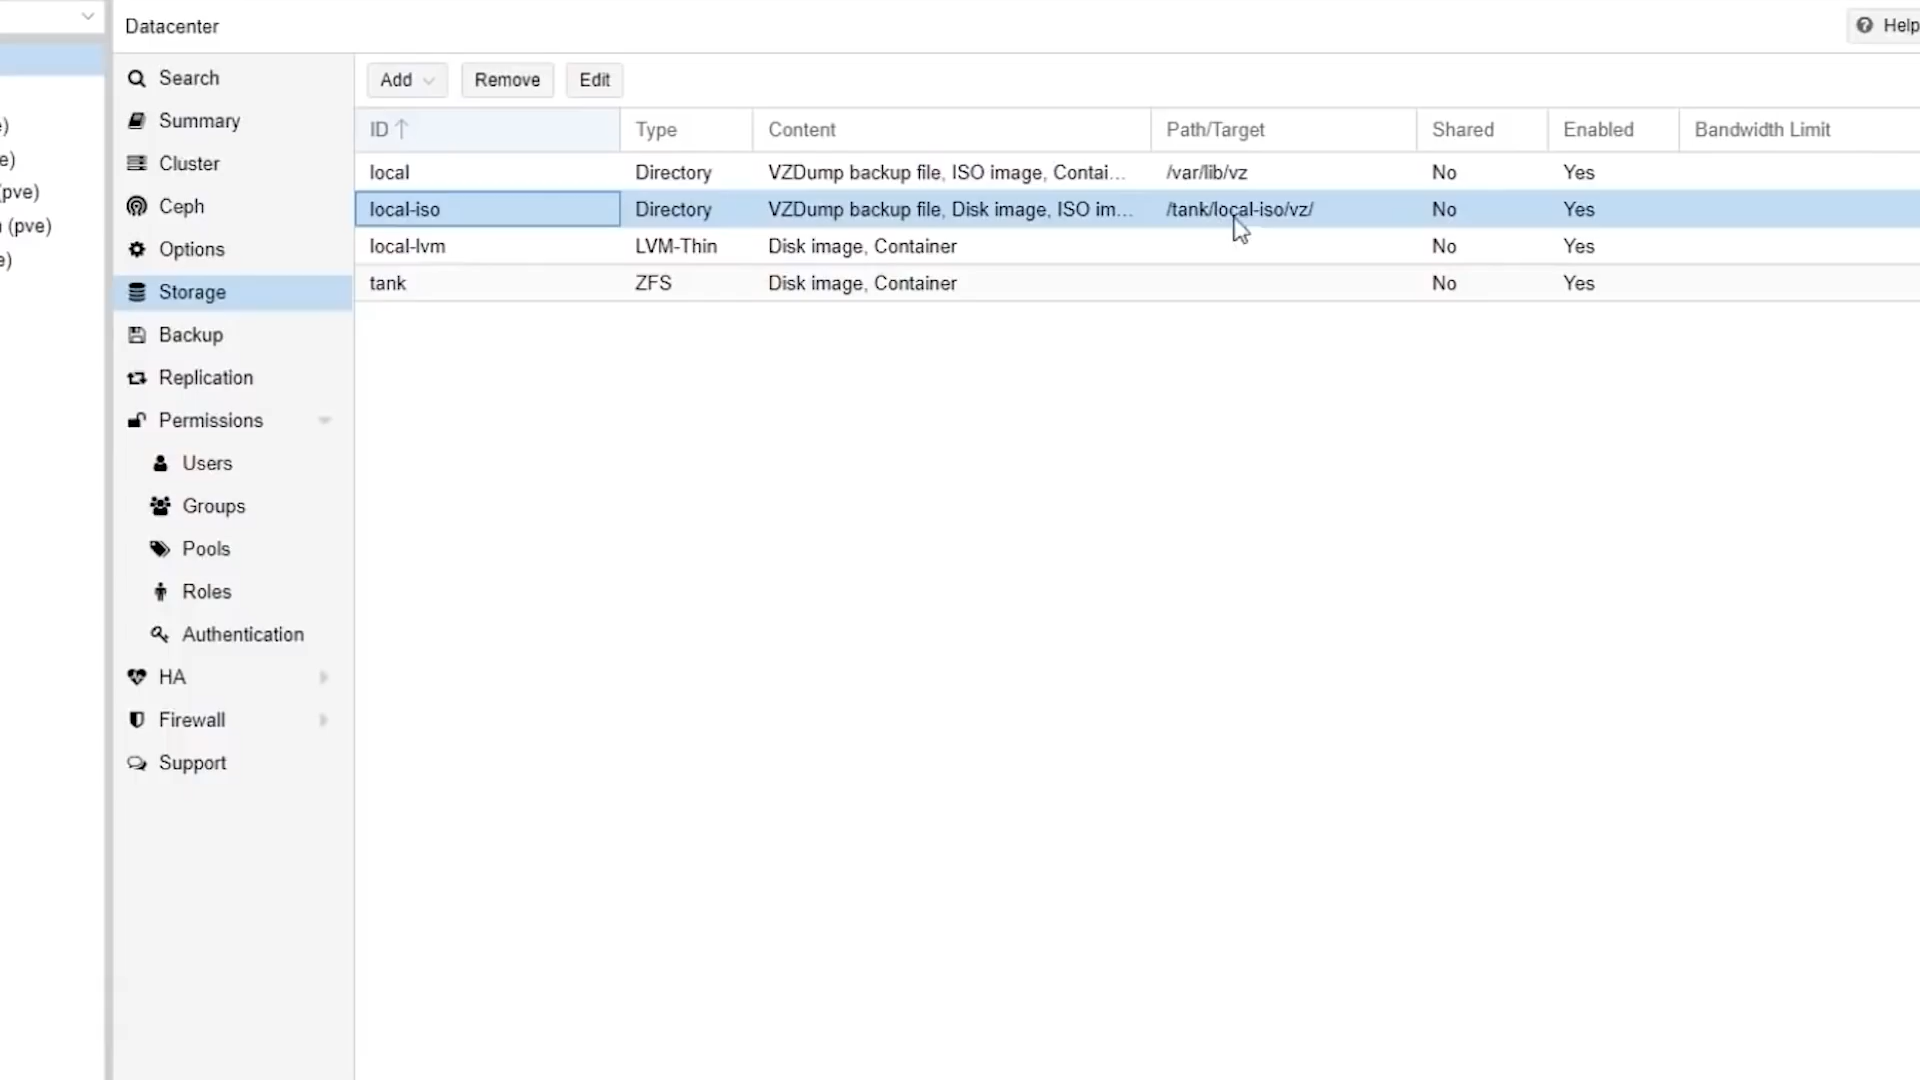 Datacenter
Help
Search
Summary
Cluster
Ceph
Options
Storage
Backup
Replication
Permissions
Users
Groups
Pools
Roles
Authentication
HA
Firewall
Support
e)
(pve)
(pve)
e)
Add Remove Edit
ID Type Content Path/Target Shared Enabled Bandwidth Limit
local Directory VZDump backup file, ISO image, Contai... /var/lib/vz No Yes
local-iso Directory VZDump backup file, Disk image, ISO im... /tank/local-iso/vz/ No Yes
local-lvm LVM-Thin Disk image, Container No Yes
tank ZFS Disk image, Container No Yes